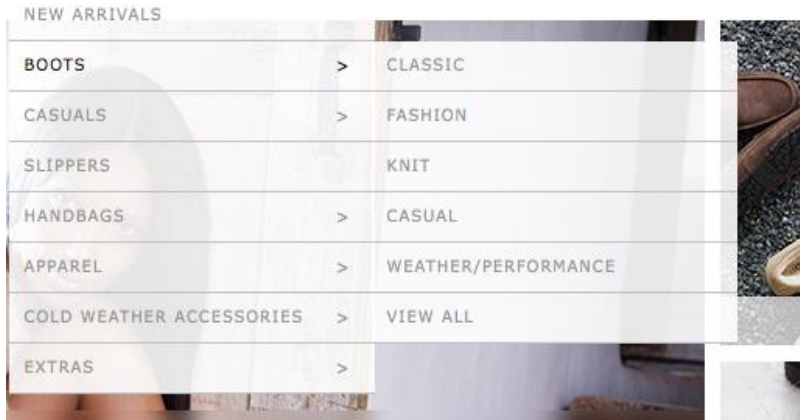 NEW ARRIVALS
BOOTS >
CASUALS >
SLIPPERS
HANDBAGS >
APPAREL >
COLD WEATHER ACCESSORIES >
EXTRAS >
CLASSIC
FASHION
KNIT
CASUAL
WEATHER/PERFORMANCE
VIEW ALL